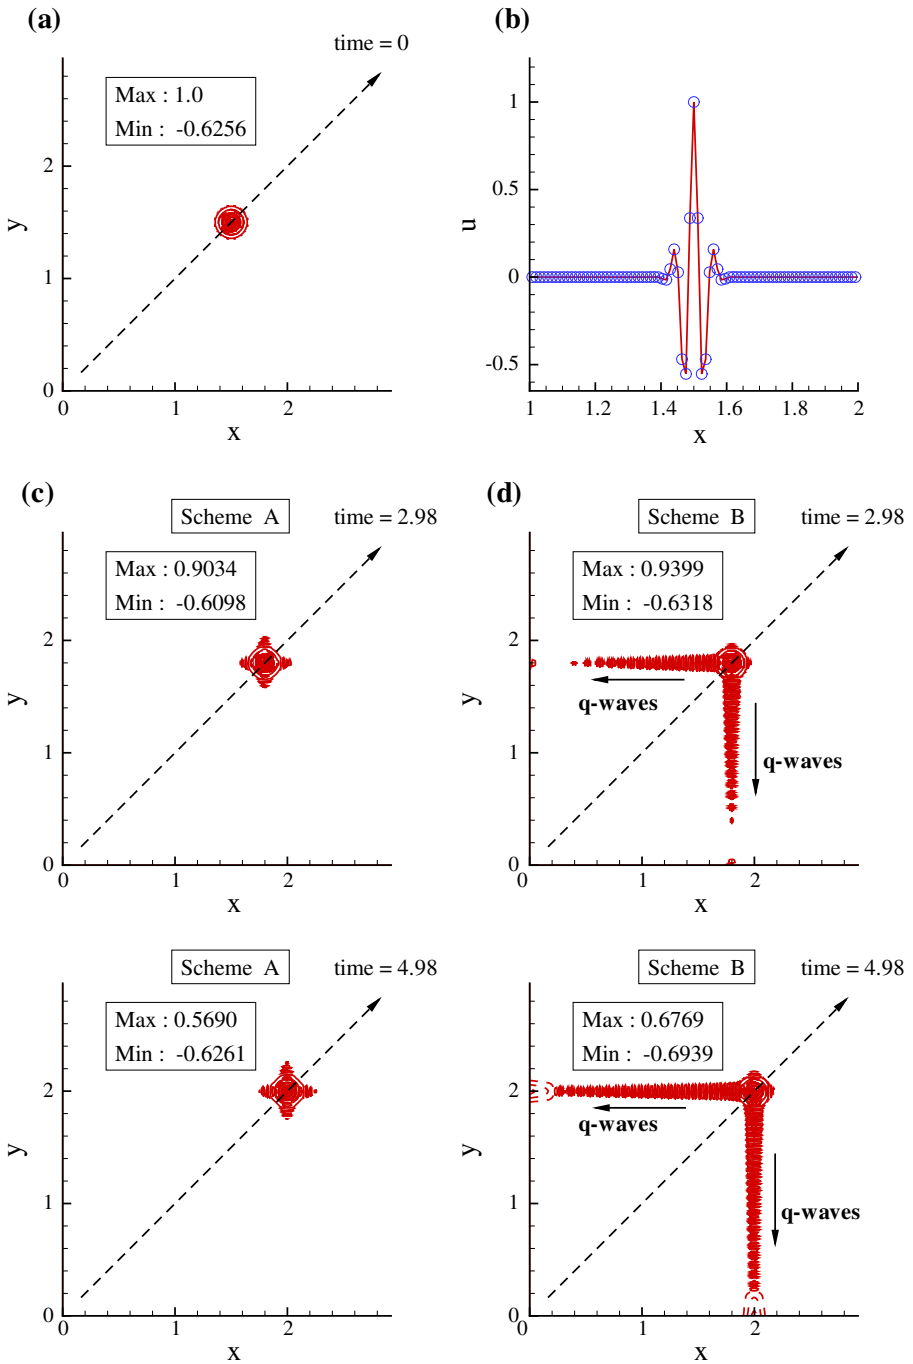 (a)
time = 0
Max : 1.0
Min : -0.6256
2
1
0
y
0
1
2
x
(b)
1
0.5
0
-0.5
u
1
1.2
1.4
1.6
1.8
2
x
(c)
Scheme A
time = 2.98
Max : 0.9034
Min : -0.6098
2
1
0
y
0
1
2
x
(d)
Scheme B
time = 2.98
Max : 0.9399
Min : -0.6318
q-waves
q-waves
2
1
0
y
0
1
2
x
Scheme A
time = 4.98
Max : 0.5690
Min : -0.6261
2
1
0
y
0
1
2
x
Scheme B
time = 4.98
Max : 0.6769
Min : -0.6939
q-waves
q-waves
2
1
0
y
0
1
2
x